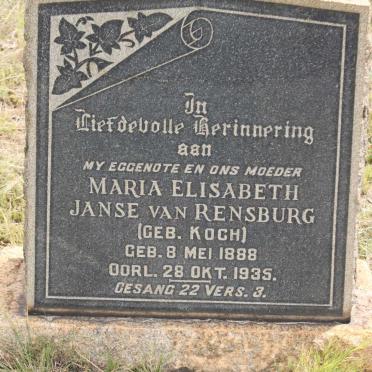 In
Liefdevolle Herinnering
aan
MY EGGENOTE EN ONS MOEDER
MARIA ELISABETH
JANSE VAN RENSBURG
(GEB. KOCH)
GEB. 8 MEI 1888
OORL. 28 OKT. 1935.
GESANG 22 VERS. 3.